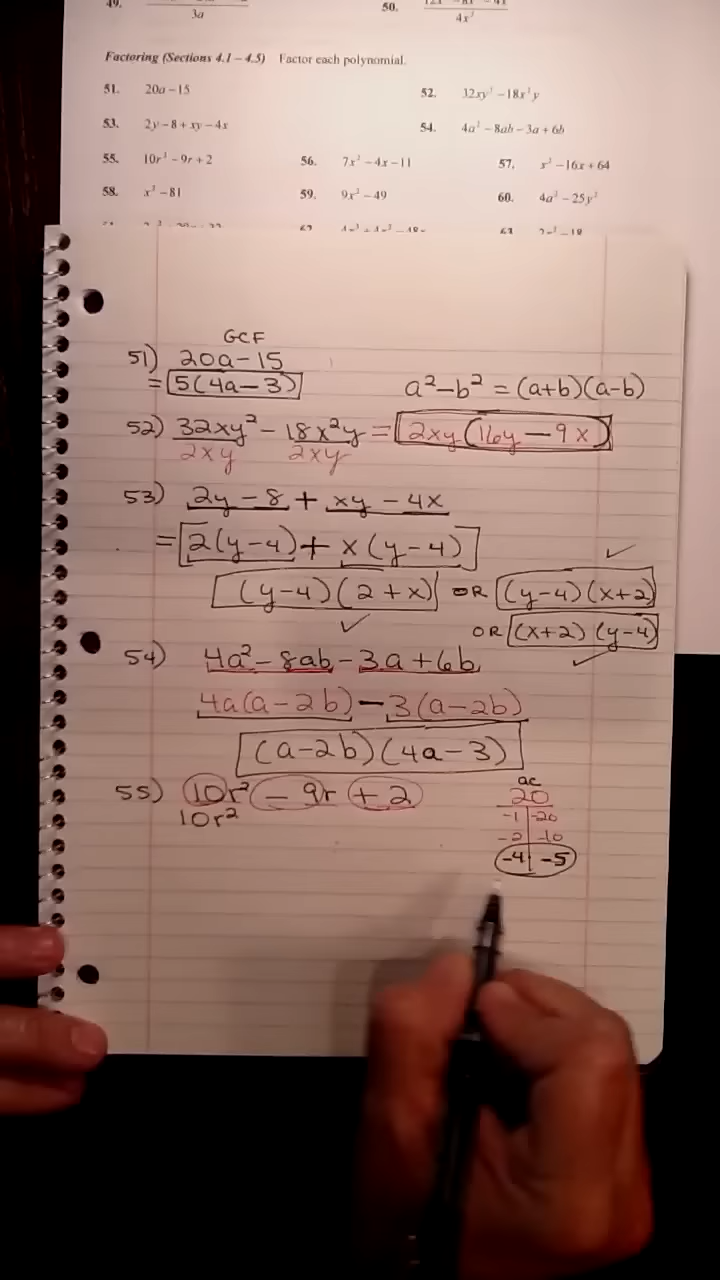 49. 3a 50. 4x²
Factoring (Sections 4.1 – 4.5) Factor each polynomial.
51. 20a – 15 52. 32xy² – 18x²y
53. 2y – 8 + xy – 4x 54. 4a² – 8ab – 3a + 6b
55. 10r² – 9r + 2 56. 7x² – 4x – 11 57. x² – 16x + 64
58. x² – 81 59. 9x² – 49 60. 4a² – 25y²
GCF
51) 20a – 15
= 5(4a – 3) a² – b² = (a+b)(a-b)
52) 32xy² – 18x²y = 2xy(16y – 9x)
2xy 2xy
53) 2y – 8 + xy – 4x
= 2(y-4) + x(y-4)
(y-4)(2+x) OR (y-4)(x+2) ✓
✓ OR (x+2)(y-4)
54) 4a² – 8ab – 3a + 6b ✓
4a(a-2b) – 3(a-2b)
(a-2b)(4a-3)
55) 10r² – 9r + 2 ac
10r² 20
-1 | -20
-2 | -10
-4 | -5